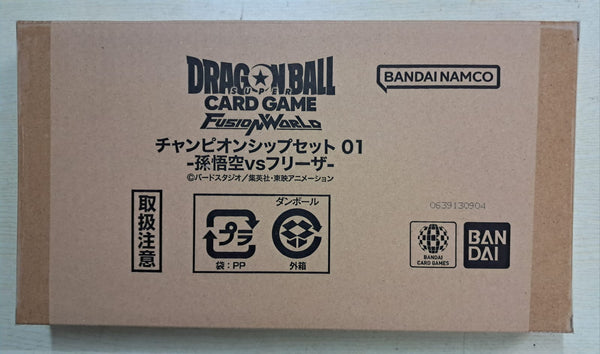 DRAGON BALL
SUPER
CARD GAME
FUSION WORLD
BANDAI NAMCO
チャンピオンシップセット 01
-孫悟空vsフリーザ-
©バードスタジオ／集英社・東映アニメーション
取扱注意
プラ
袋：PP
ダンボール
外箱
0639130904
BANDAI
CARD GAMES
BAN
DAI